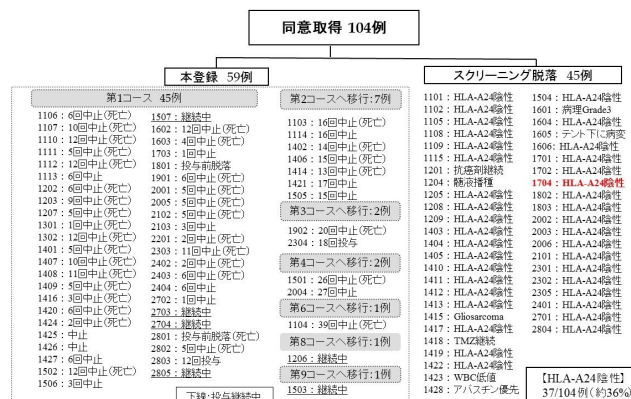 同意取得 104例
本登録 59例
スクリーニング脱落 45例
第1コース 45例
1106：6回中止(死亡)
1107：10回中止(死亡)
1110：12回中止(死亡)
1111：5回中止(死亡)
1112：12回中止(死亡)
1113：6回中止
1202：6回中止(死亡)
1203：9回中止(死亡)
1207：5回中止(死亡)
1301：1回中止(死亡)
1302：12回中止(死亡)
1401：5回中止(死亡)
1407：10回中止(死亡)
1408：11回中止(死亡)
1409：5回中止(死亡)
1416：3回中止(死亡)
1420：6回中止(死亡)
1424：2回中止(死亡)
1425：中止
1426：中止
1427：6回中止
1502：12回中止(死亡)
1506：3回中止
1507：継続中
1602：12回中止(死亡)
1603：4回中止(死亡)
1703：1回中止
1801：投与前脱落
1901：6回中止(死亡)
2001：5回中止(死亡)
2005：5回中止(死亡)
2102：5回中止(死亡)
2103：3回中止
2201：2回中止(死亡)
2303：11回中止(死亡)
2402：2回中止(死亡)
2403：6回中止(死亡)
2404：6回中止
2702：1回中止
2703：継続中
2704：継続中
2801：投与前脱落(死亡)
2802：5回中止(死亡)
2803：12回投与
2805：継続中
下線：投与継続中
第2コースへ移行：7例
1103：16回中止(死亡)
1114：16回中止
1402：14回中止(死亡)
1406：15回中止(死亡)
1414：13回中止(死亡)
1421：17回中止
1505：15回中止
第3コースへ移行：2例
1902：20回中止(死亡)
2304：18回投与
第4コースへ移行：2例
1501：26回中止(死亡)
2004：27回中止
第6コースへ移行：1例
1104：39回中止(死亡)
第8コースへ移行：1例
1206：継続中
第9コースへ移行：1例
1503：継続中
1101：HLA-A24陰性
1102：HLA-A24陰性
1105：HLA-A24陰性
1108：HLA-A24陰性
1109：HLA-A24陰性
1115：HLA-A24陰性
1201：抗癌剤継続
1204：髄液播種
1205：HLA-A24陰性
1208：HLA-A24陰性
1209：HLA-A24陰性
1403：HLA-A24陰性
1404：HLA-A24陰性
1405：HLA-A24陰性
1410：HLA-A24陰性
1411：HLA-A24陰性
1412：HLA-A24陰性
1413：HLA-A24陰性
1415：Gliosarcoma
1417：HLA-A24陰性
1418：TMZ継続
1419：HLA-A24陰性
1422：HLA-A24陰性
1423：WBC低値
1428：アバスチン優先
1504：HLA-A24陰性
1601：病理Grade3
1604：HLA-A24陰性
1605：テント下に病変
1606：HLA-A24陰性
1701：HLA-A24陰性
1702：HLA-A24陰性
1704：HLA-A24陰性
1802：HLA-A24陰性
1803：HLA-A24陰性
2002：HLA-A24陰性
2003：HLA-A24陰性
2006：HLA-A24陰性
2101：HLA-A24陰性
2301：HLA-A24陰性
2302：HLA-A24陰性
2305：HLA-A24陰性
2401：HLA-A24陰性
2701：HLA-A24陰性
2804：HLA-A24陰性
【HLA-A24陰性】
37/104例(約36%)